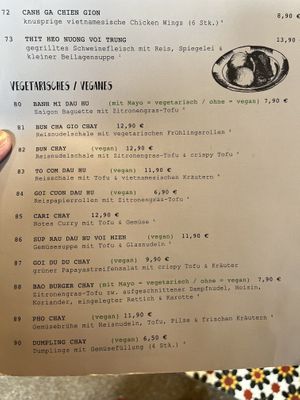 72 CANH GA CHIEN GION 8,90 €
knusprige vietnamesische Chicken Wings (6 Stk.)
73 THIT HEO NUONG VOI TRUNG 13,90
gegrilltes Schweinefleisch mit Reis, Spiegelei &
kleiner Beilagensuppe
VEGETARISCHES / VEGANES
80 BANH MI DAU HU (mit Mayo = vegetarisch / ohne = vegan) 7,90 €
Saigon Baguette mit Zitronengras-Tofu
81 BUN CHA GIO CHAY 12,90 €
Reisnudelschale mit vegetarischen Frühlingsrollen
82 BUN CHAY (vegan) 12,90 €
Reisnudelschale mit Zitronengras-Tofu & crispy Tofu
83 TO COM DAU HU (vegan) 11,90 €
Reisschale mit Tofu & vietnamesischen Kräutern
84 GOI CUON DAU HU (vegan) 6,90 €
Reispapierrollen mit Zitronengras-Tofu
85 CARI CHAY 12,90 €
Rotes Curry mit Tofu & Gemüse
86 SUP RAU DAU HU VOI MIEN (vegan) 11,90 €
Gemüsesuppe mit Tofu & Glasnudeln
87 GOI DU DU CHAY (vegan) 9,90 €
grüner Papayastreifensalat mit crispy Tofu & Kräuter
88 BAO BURGER CHAY (mit Mayo = vegetarisch / ohne = vegan) 7,90 €
Zitronengras-Tofu zw. aufgeschnittener Dampfnudel, Hoisin,
Koriander, eingelegter Rettich & Karotte
89 PHO CHAY (vegan) 11,90 €
Gemüsebrühe mit Reisnudeln, Tofu, Pilze & frischen Kräutern
90 DUMPLING CHAY (vegan) 6,50 €
Dumplings mit Gemüsefüllung (6 Stk.)